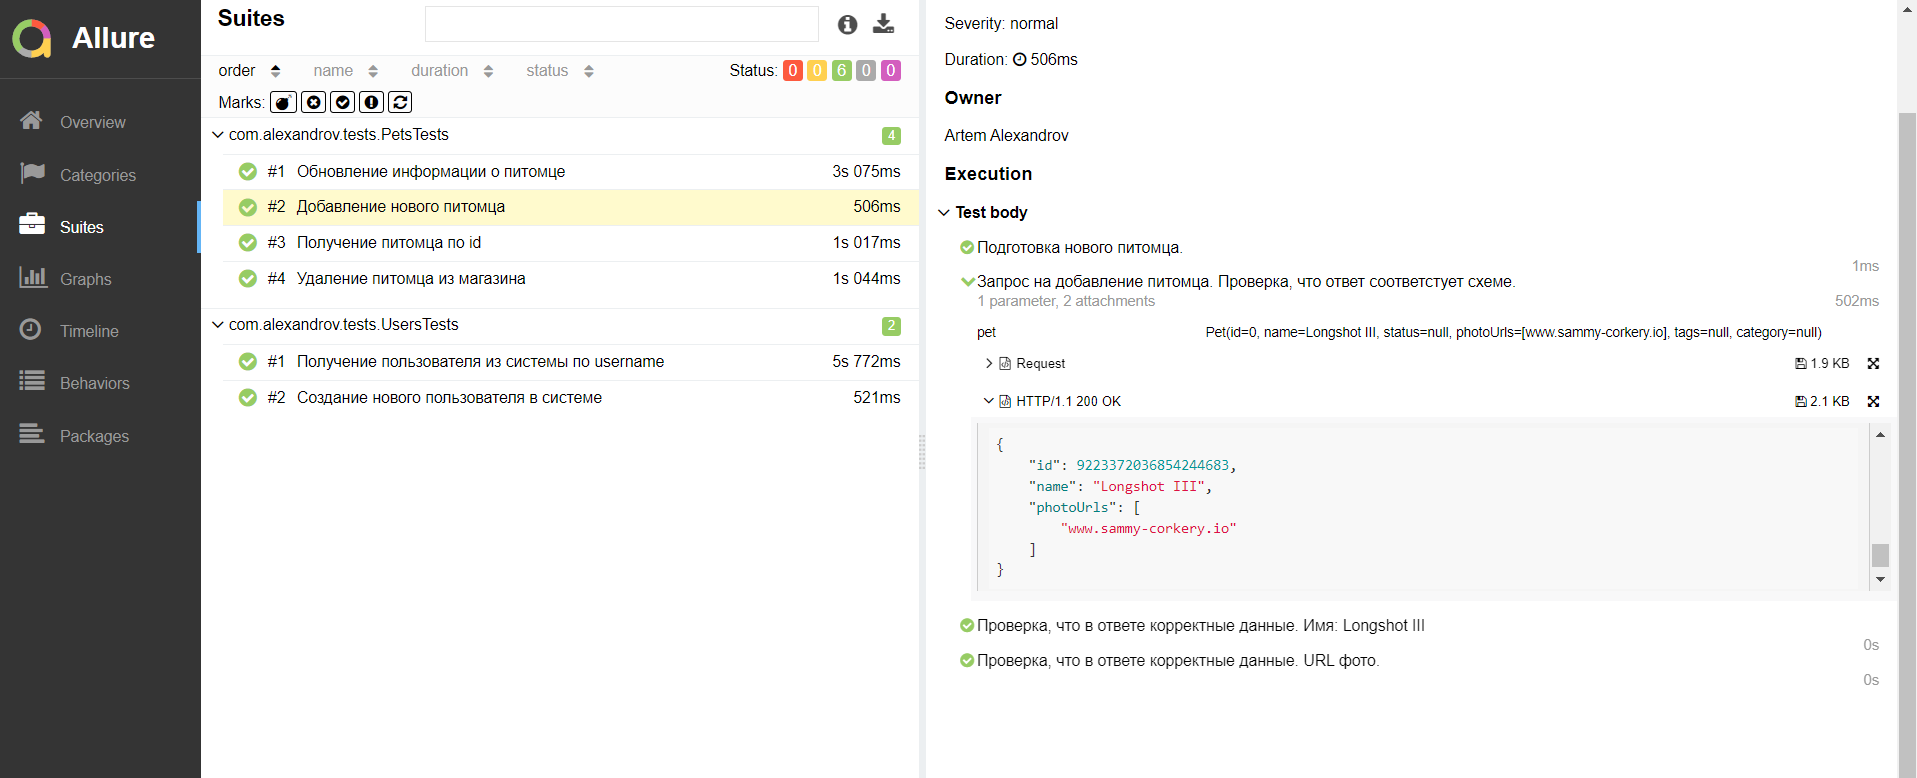 Allure
Overview
Categories
Suites
Graphs
Timeline
Behaviors
Packages
Suites
order name duration status Status: 0 0 6 0 0
Marks:
com.alexandrov.tests.PetsTests 4
#1 Обновление информации о питомце 3s 075ms
#2 Добавление нового питомца 506ms
#3 Получение питомца по id 1s 017ms
#4 Удаление питомца из магазина 1s 044ms
com.alexandrov.tests.UsersTests 2
#1 Получение пользователя из системы по username 5s 772ms
#2 Создание нового пользователя в системе 521ms
Severity: normal
Duration: 506ms
Owner
Artem Alexandrov
Execution
Test body
Подготовка нового питомца.
1ms
Запрос на добавление питомца. Проверка, что ответ соответстует схеме.
1 parameter, 2 attachments 502ms
pet Pet(id=0, name=Longshot III, status=null, photoUrls=[www.sammy-corkery.io], tags=null, category=null)
Request 1.9 KB
HTTP/1.1 200 OK 2.1 KB
{
"id": 9223372036854244683,
"name": "Longshot III",
"photoUrls": [
"www.sammy-corkery.io"
]
}
Проверка, что в ответе корректные данные. Имя: Longshot III
0s
Проверка, что в ответе корректные данные. URL фото.
0s